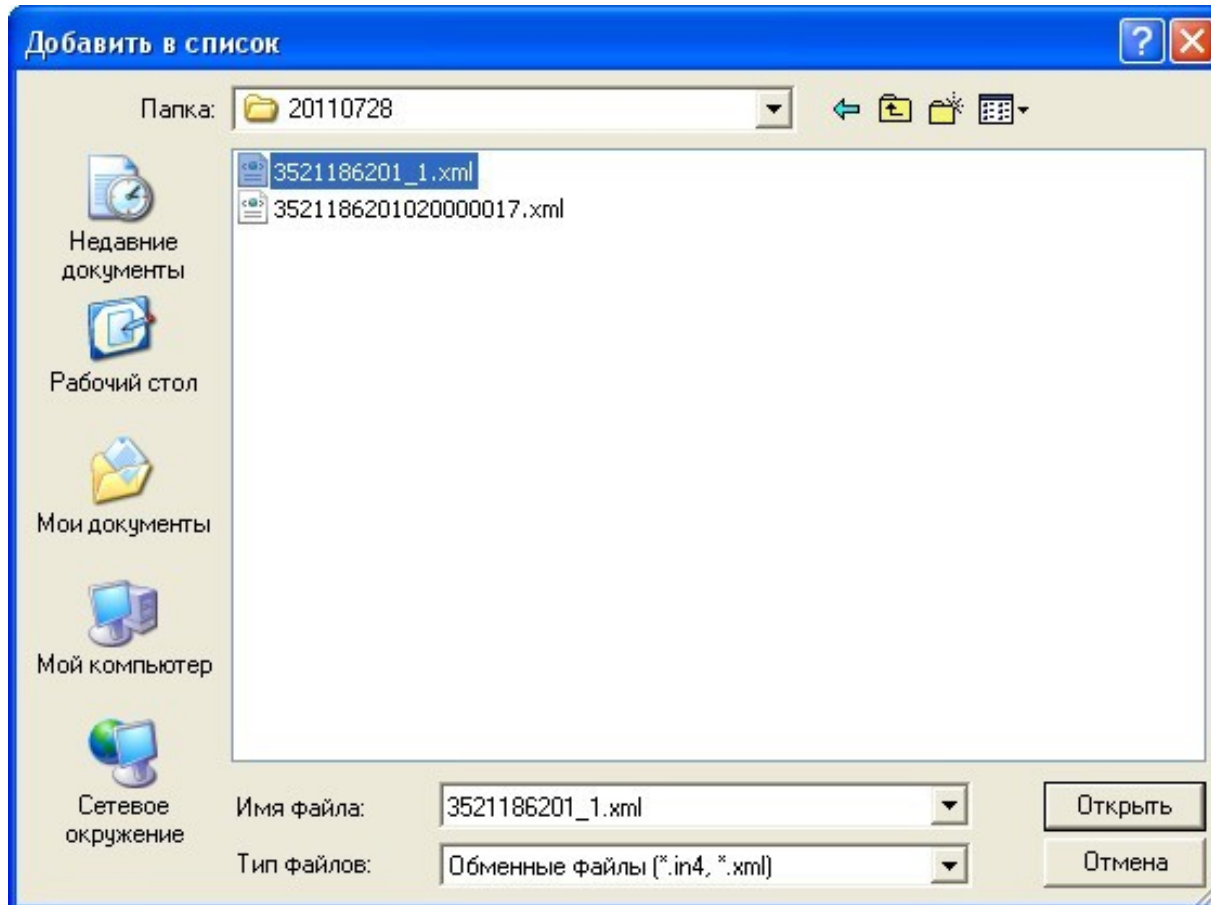 Добавить в список
Папка: 20110728
3521186201_1.xml
3521186201020000017.xml
Недавние
документы
Рабочий стол
Мои документы
Мой компьютер
Сетевое
окружение
Имя файла: 3521186201_1.xml Открыть
Тип файлов: Обменные файлы (*.in4, *.xml) Отмена